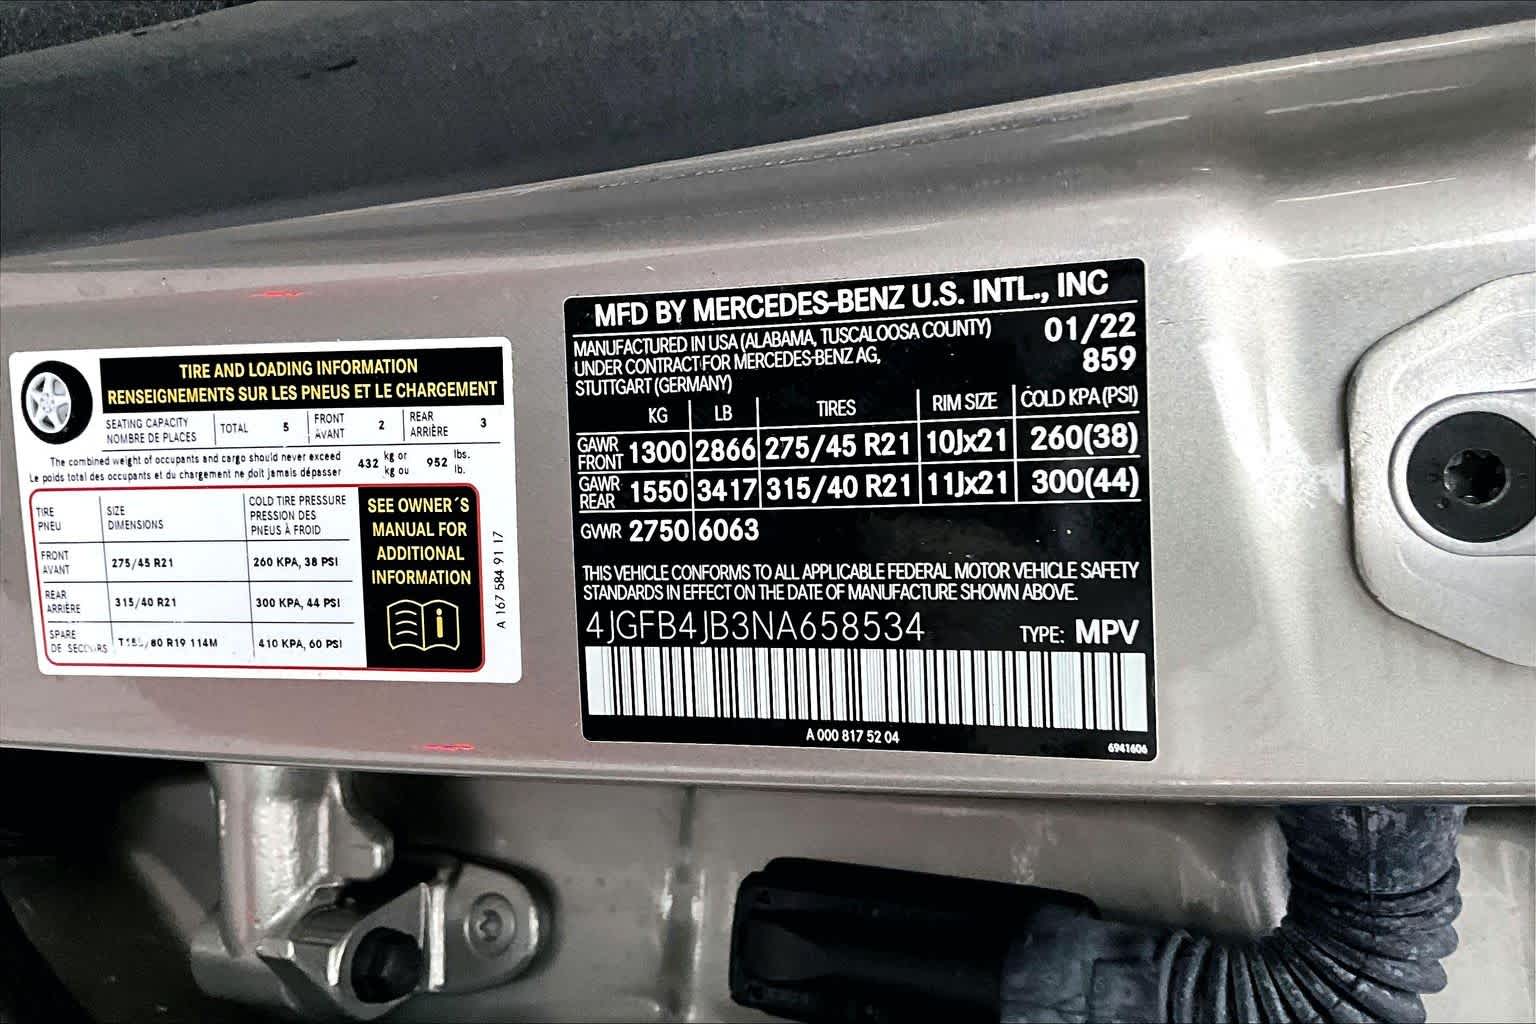 TIRE AND LOADING INFORMATION
RENSEIGNEMENTS SUR LES PNEUS ET LE CHARGEMENT
SEATING CAPACITY TOTAL 5 FRONT 2 REAR 3
NOMBRE DE PLACES AVANT ARRIÈRE
The combined weight of occupants and cargo should never exceed 432 kg or 952 lbs.
Le poids total des occupants et du chargement ne doit jamais dépasser kg ou lb.
TIRE SIZE COLD TIRE PRESSURE
PNEU DIMENSIONS PRESSION DES
PNEUS À FROID
FRONT
AVANT 275/45 R21 260 KPA, 38 PSI
REAR
ARRIÈRE 315/40 R21 300 KPA, 44 PSI
SPARE
DE SECOURS /80 R19 114M 410 KPA, 60 PSI
SEE OWNER´S
MANUAL FOR
ADDITIONAL
INFORMATION
i
A 167 584 91 17
MFD BY MERCEDES-BENZ U.S. INTL., INC
MANUFACTURED IN USA (ALABAMA, TUSCALOOSA COUNTY) 01/22
UNDER CONTRACT FOR MERCEDES-BENZ AG, 859
STUTTGART (GERMANY)
KG LB TIRES RIM SIZE COLD KPA (PSI)
GAWR
FRONT 1300 2866 275/45 R21 10Jx21 260(38)
GAWR
REAR 1550 3417 315/40 R21 11Jx21 300(44)
GVWR 2750 6063
THIS VEHICLE CONFORMS TO ALL APPLICABLE FEDERAL MOTOR VEHICLE SAFETY
STANDARDS IN EFFECT ON THE DATE OF MANUFACTURE SHOWN ABOVE.
4JGFB4JB3NA658534 TYPE: MPV
A 000 817 52 04
6941606